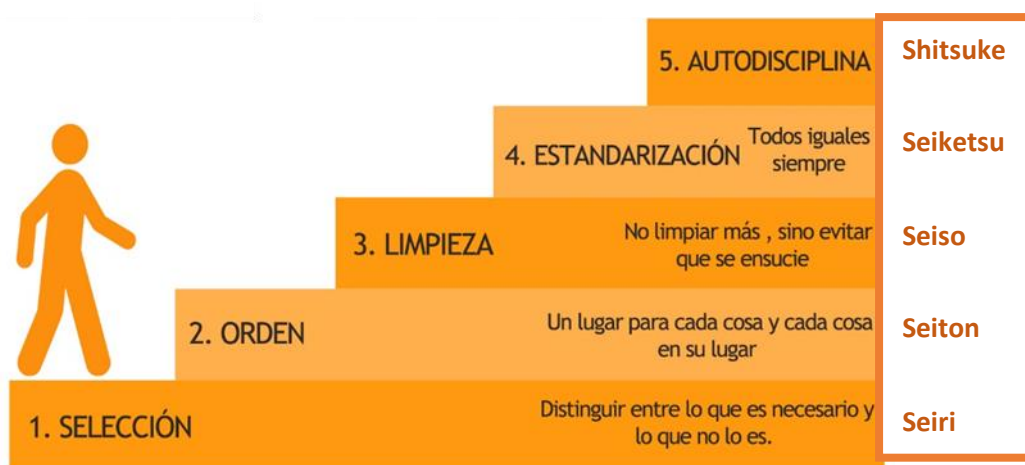 5. AUTODISCIPLINA
Shitsuke
4. ESTANDARIZACIÓN
Todos iguales
siempre
Seiketsu
3. LIMPIEZA
No limpiar más , sino evitar
que se ensucie
Seiso
2. ORDEN
Un lugar para cada cosa y cada cosa
en su lugar
Seiton
1. SELECCIÓN
Distinguir entre lo que es necesario y
lo que no lo es.
Seiri